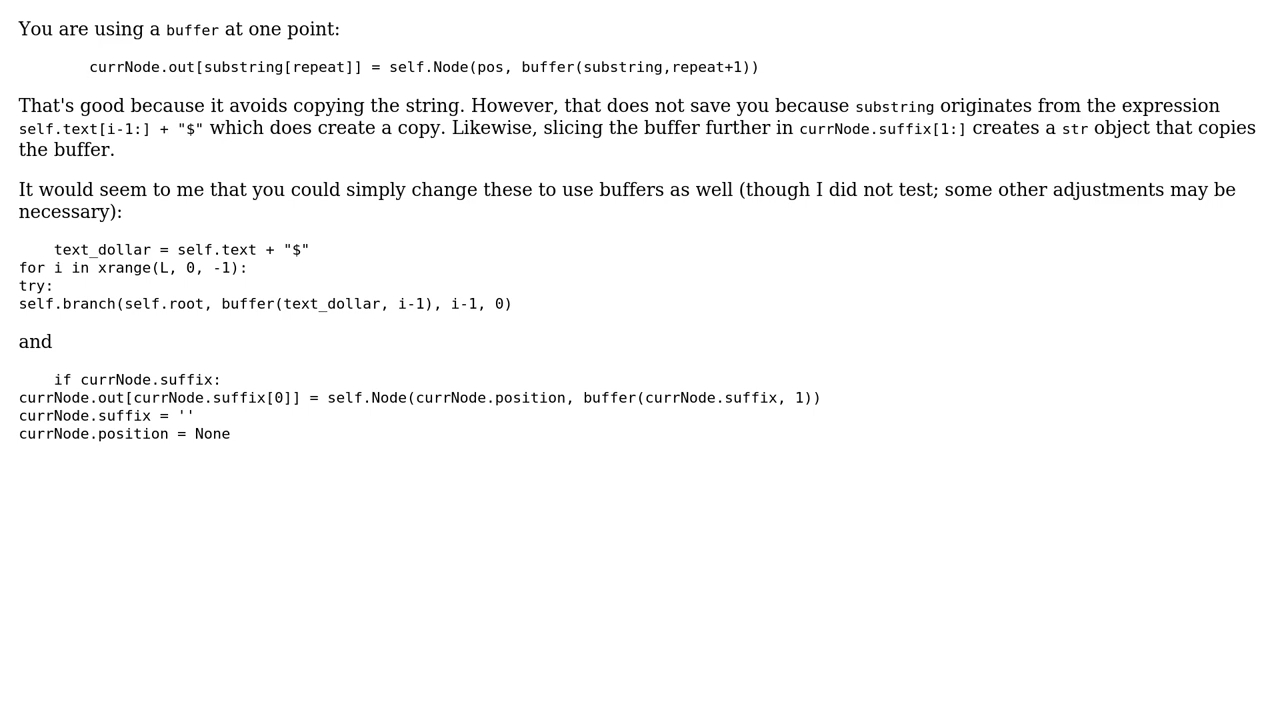 You are using a buffer at one point:
currNode.out[substring[repeat]] = self.Node(pos, buffer(substring,repeat+1))
That's good because it avoids copying the string. However, that does not save you because substring originates from the expression
self.text[i-1:] + "$" which does create a copy. Likewise, slicing the buffer further in currNode.suffix[1:] creates a str object that copies
the buffer.
It would seem to me that you could simply change these to use buffers as well (though I did not test; some other adjustments may be
necessary):
text_dollar = self.text + "$"
for i in xrange(L, 0, -1):
try:
self.branch(self.root, buffer(text_dollar, i-1), i-1, 0)
and
if currNode.suffix:
currNode.out[currNode.suffix[0]] = self.Node(currNode.position, buffer(currNode.suffix, 1))
currNode.suffix = ''
currNode.position = None